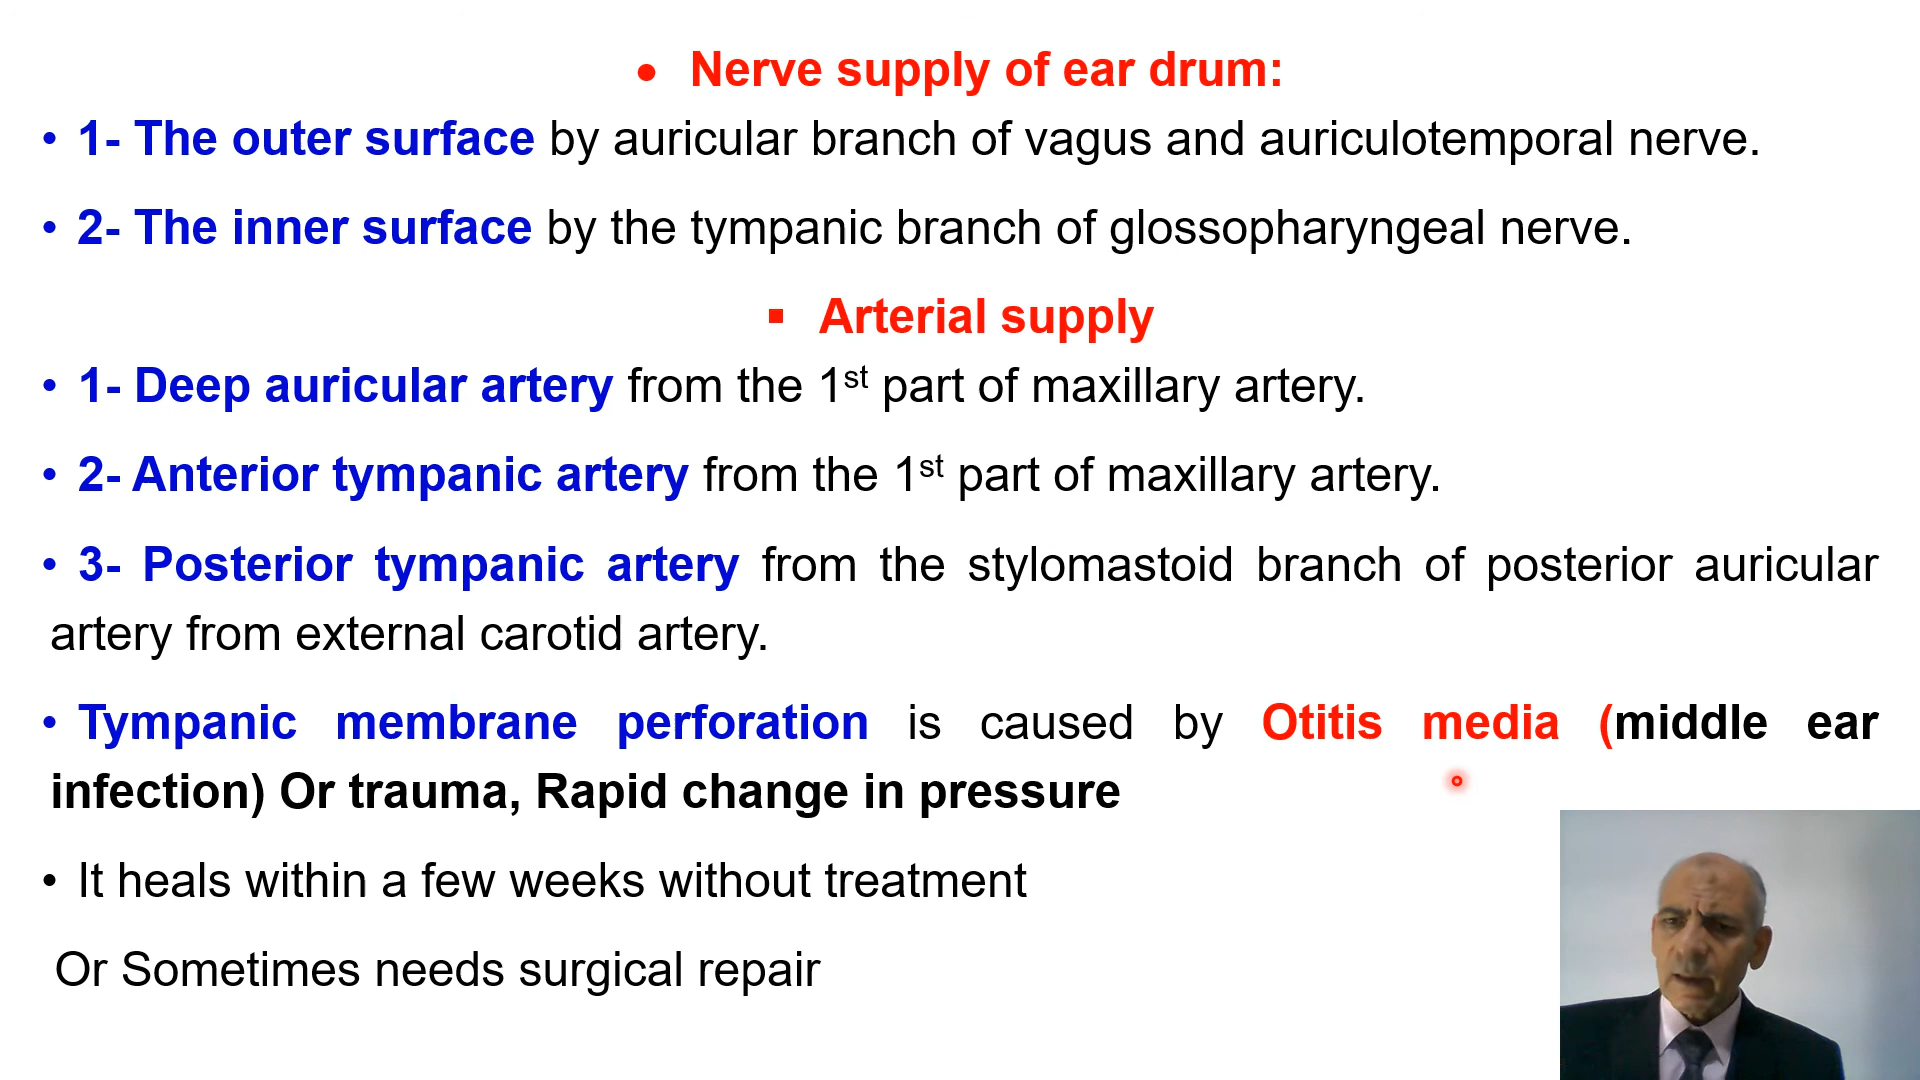 • Nerve supply of ear drum:
• 1- The outer surface by auricular branch of vagus and auriculotemporal nerve.
• 2- The inner surface by the tympanic branch of glossopharyngeal nerve.
▪ Arterial supply
• 1- Deep auricular artery from the 1st part of maxillary artery.
• 2- Anterior tympanic artery from the 1st part of maxillary artery.
• 3- Posterior tympanic artery from the stylomastoid branch of posterior auricular
artery from external carotid artery.
• Tympanic membrane perforation is caused by Otitis media (middle ear
infection) Or trauma, Rapid change in pressure
• It heals within a few weeks without treatment
Or Sometimes needs surgical repair